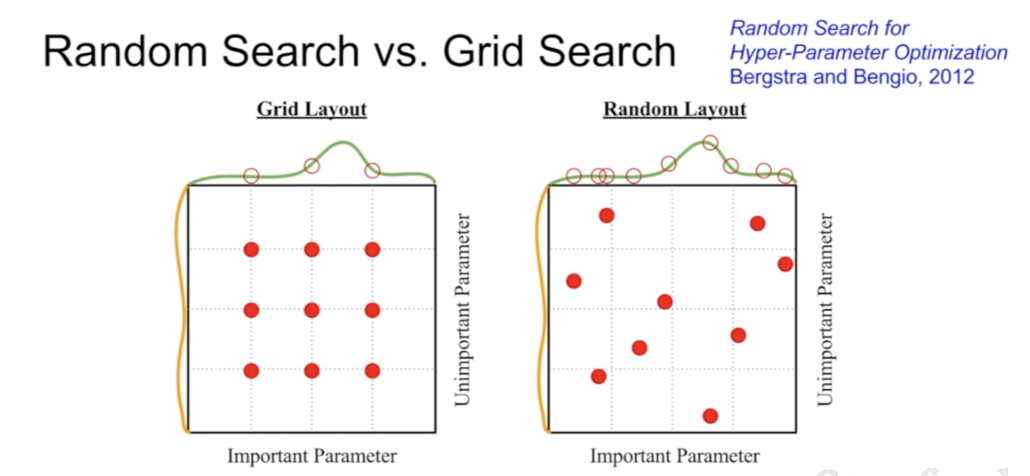 Random Search vs. Grid Search
Random Search for
Hyper-Parameter Optimization
Bergstra and Bengio, 2012
Grid Layout
Unimportant Parameter
Important Parameter
Random Layout
Unimportant Parameter
Important Parameter